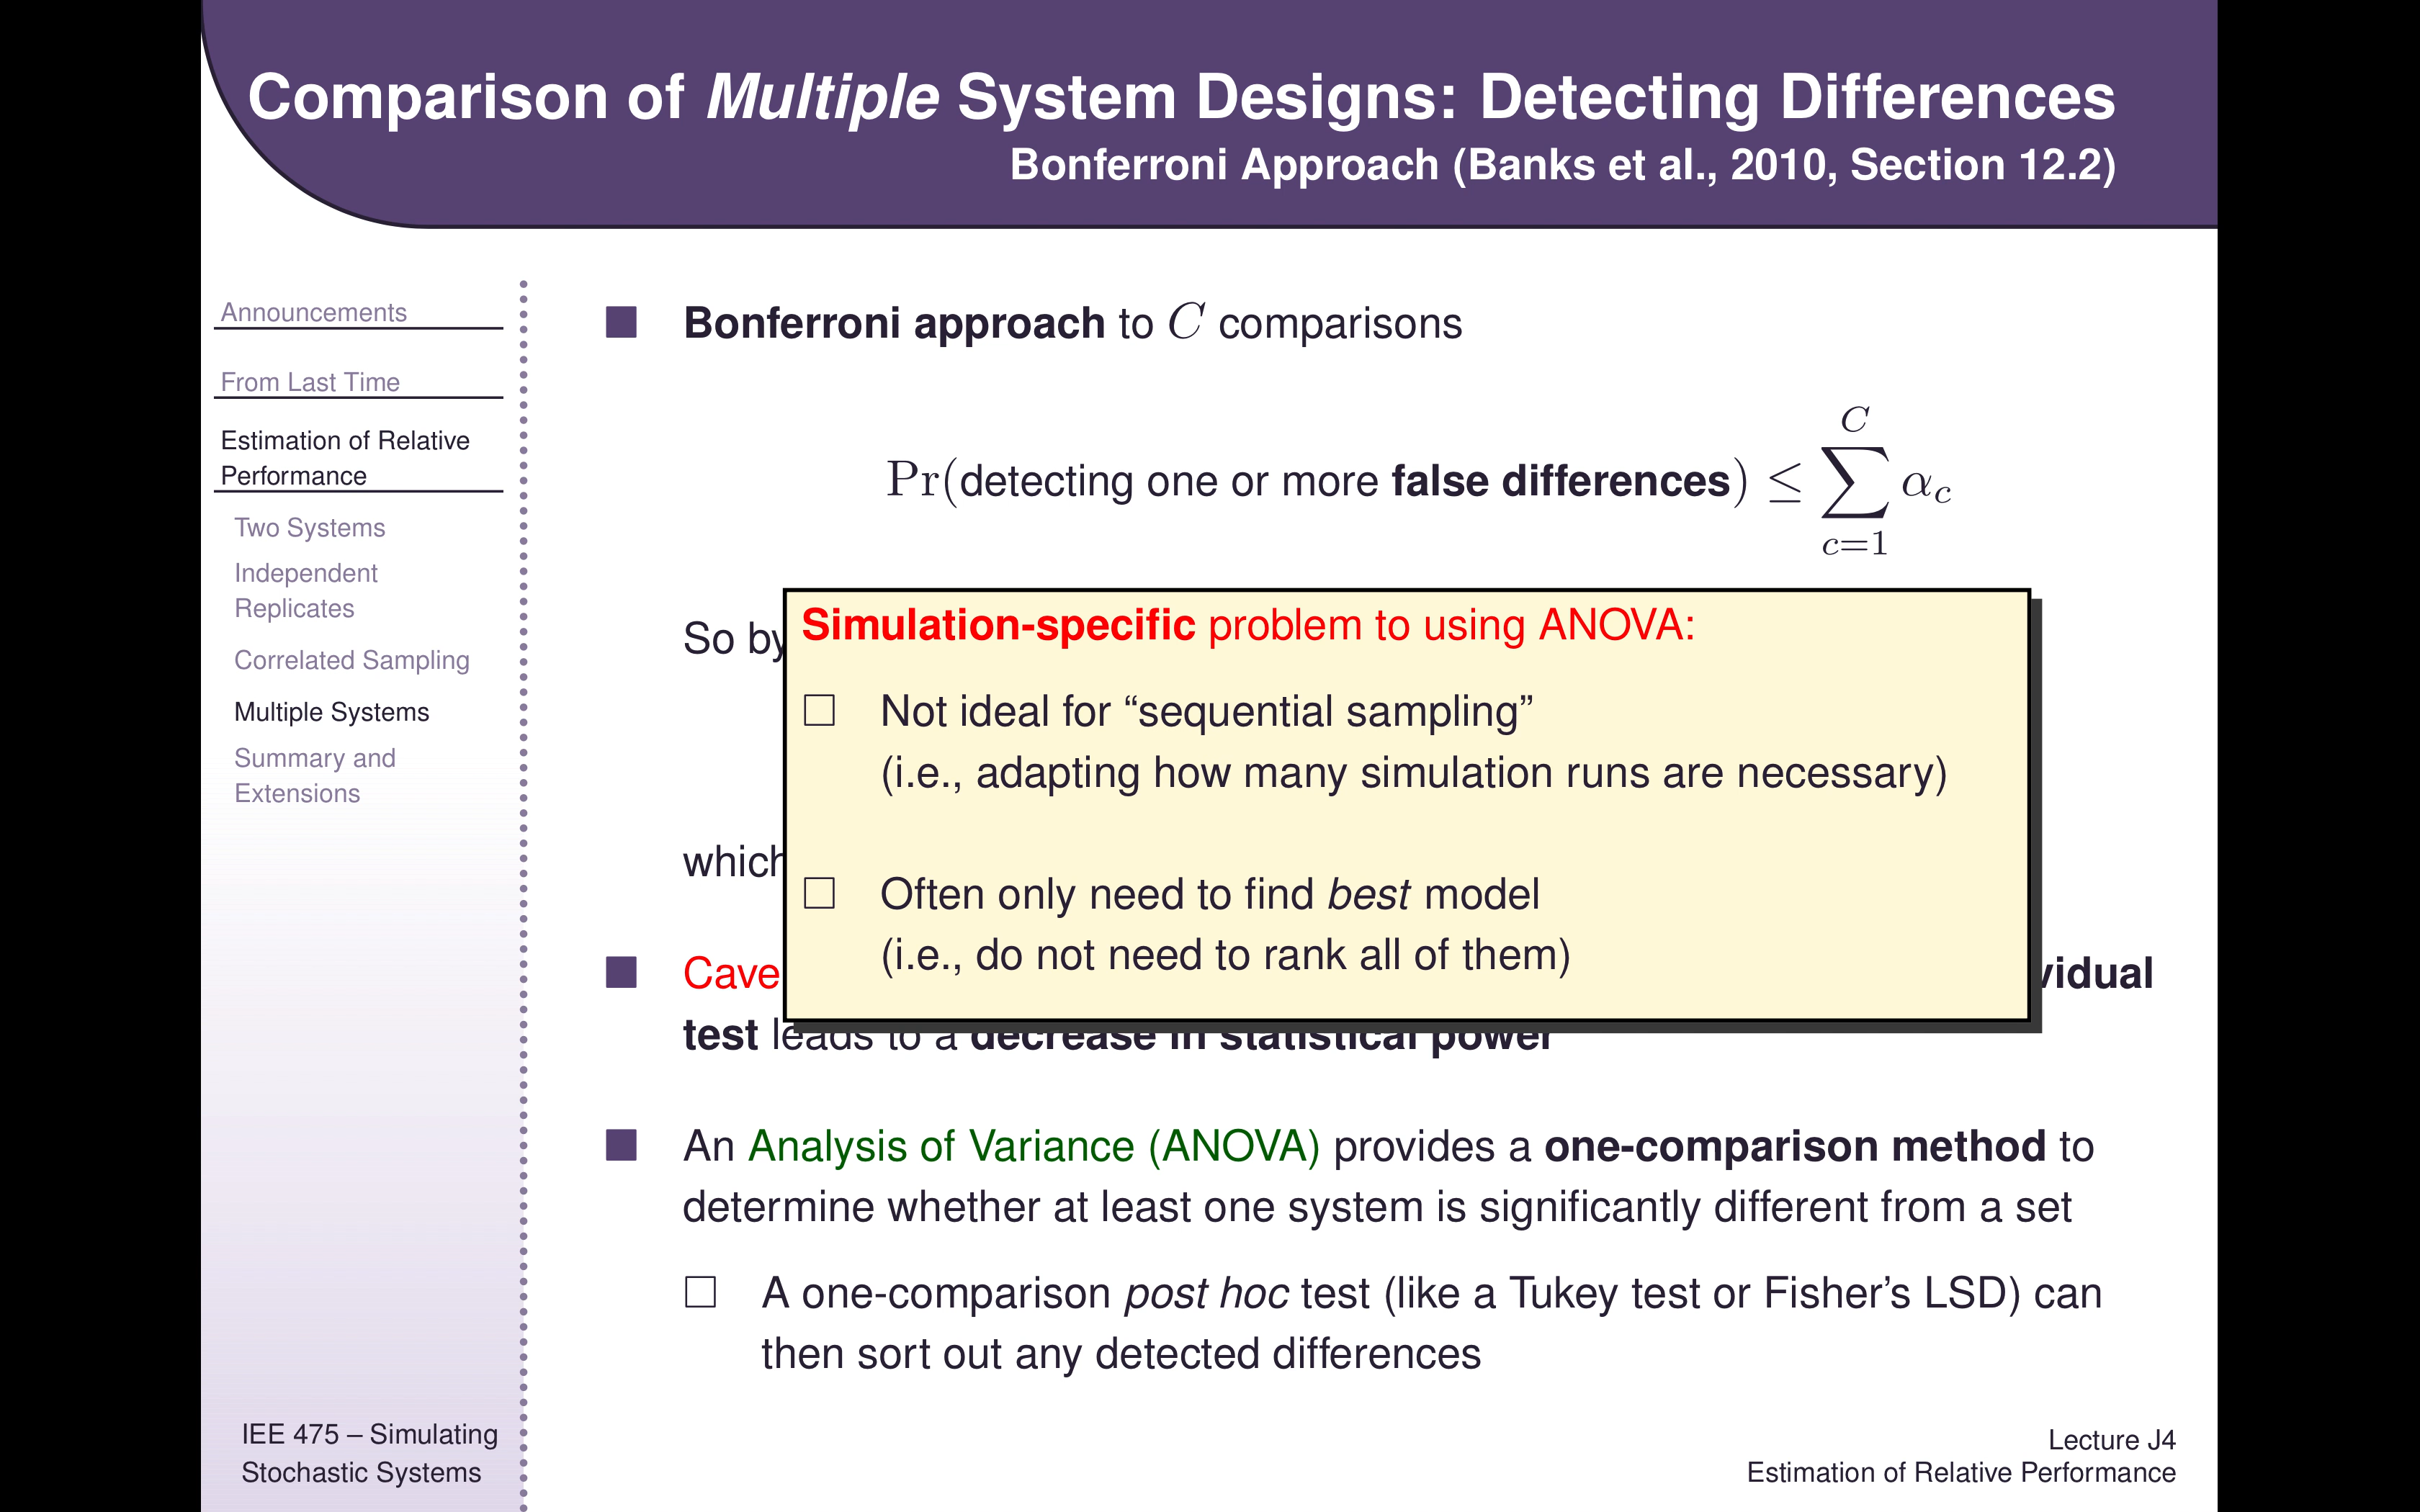 Comparison of Multiple System Designs: Detecting Differences
Bonferroni Approach (Banks et al., 2010, Section 12.2)
Announcements
From Last Time
Estimation of Relative
Performance
Two Systems
Independent
Replicates
Correlated Sampling
Multiple Systems
Summary and
Extensions
IEE 475 – Simulating
Stochastic Systems
■ Bonferroni approach to C comparisons
Pr(detecting one or more false differences) ≤ ∑_{c=1}^{C} α_c
So by
which
Simulation-specific problem to using ANOVA:
□ Not ideal for “sequential sampling”
(i.e., adapting how many simulation runs are necessary)
□ Often only need to find best model
(i.e., do not need to rank all of them)
■ Cave vidual
test leads to a decrease in statistical power
■ An Analysis of Variance (ANOVA) provides a one-comparison method to
determine whether at least one system is significantly different from a set
□ A one-comparison post hoc test (like a Tukey test or Fisher’s LSD) can
then sort out any detected differences
Lecture J4
Estimation of Relative Performance